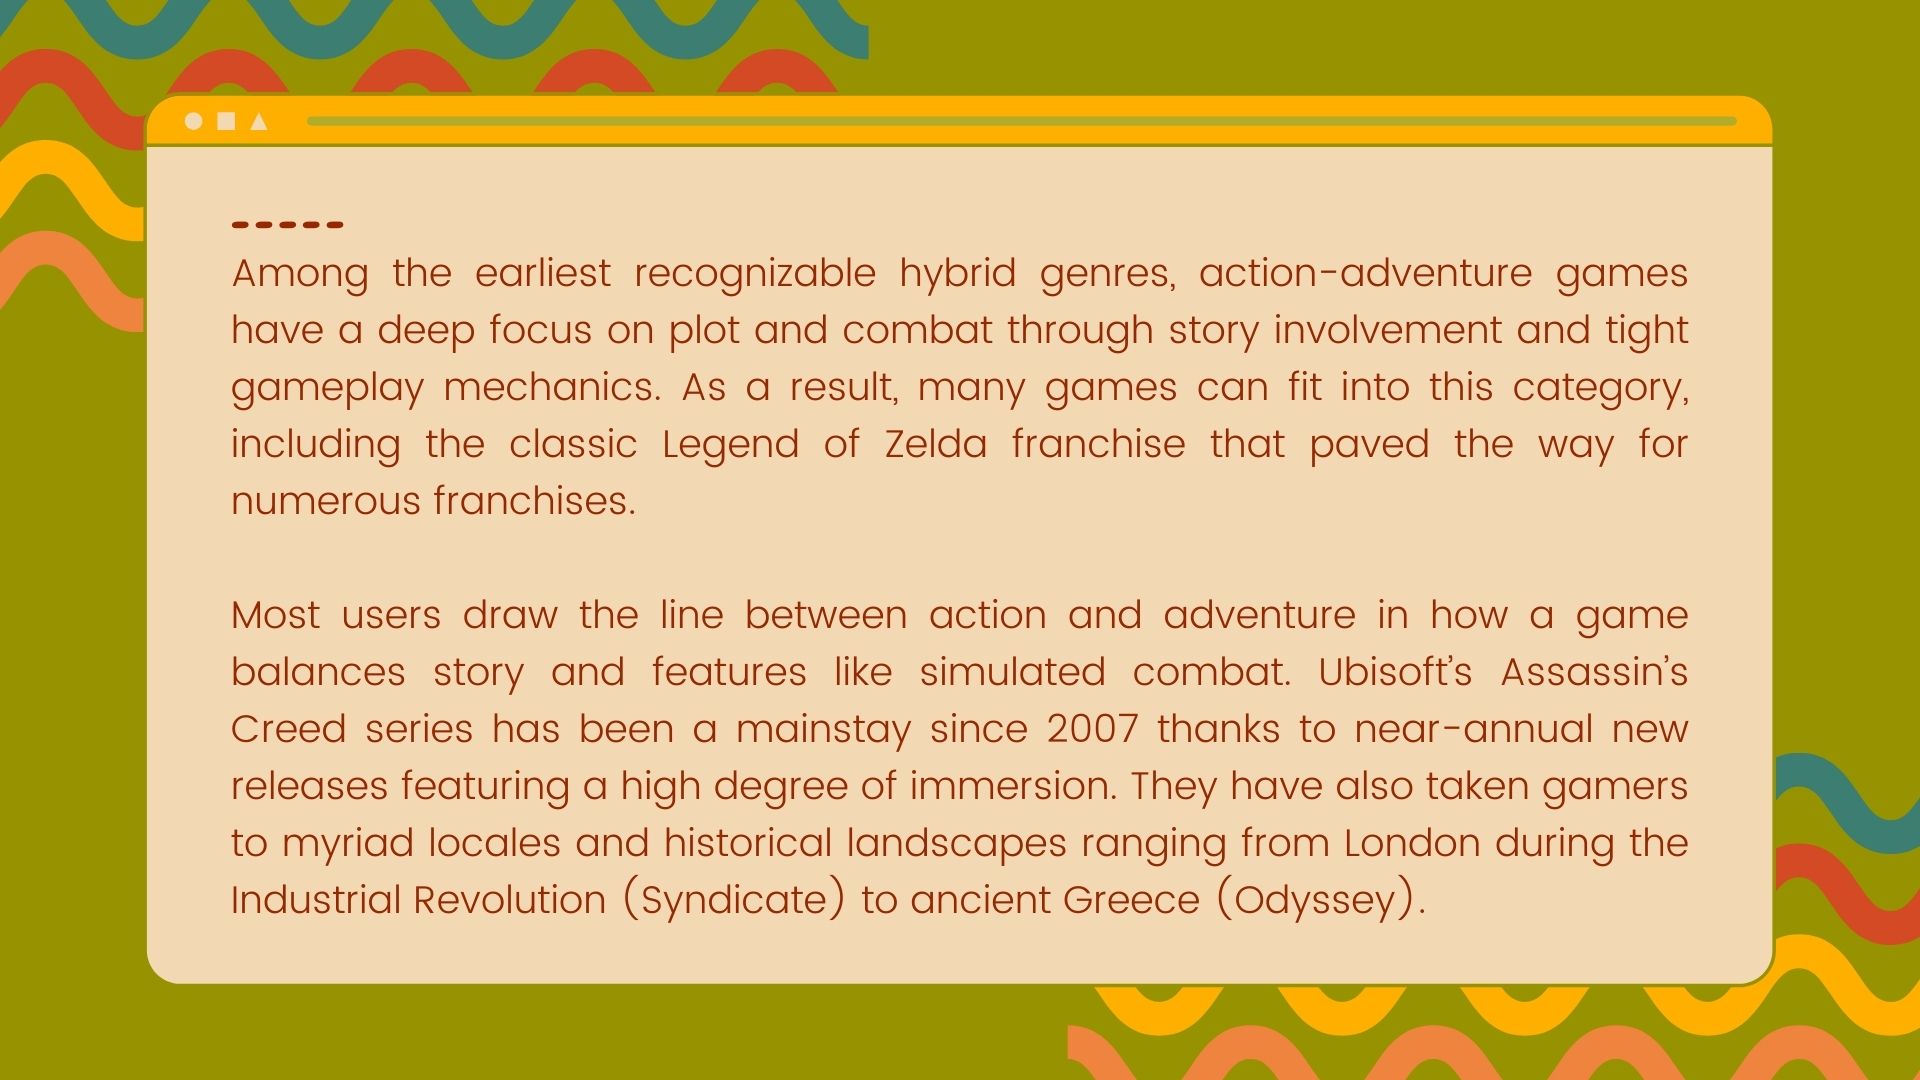 Among the earliest recognizable hybrid genres, action-adventure games
have a deep focus on plot and combat through story involvement and tight
gameplay mechanics. As a result, many games can fit into this category,
including the classic Legend of Zelda franchise that paved the way for
numerous franchises.
Most users draw the line between action and adventure in how a game
balances story and features like simulated combat. Ubisoft’s Assassin’s
Creed series has been a mainstay since 2007 thanks to near-annual new
releases featuring a high degree of immersion. They have also taken gamers
to myriad locales and historical landscapes ranging from London during the
Industrial Revolution (Syndicate) to ancient Greece (Odyssey).